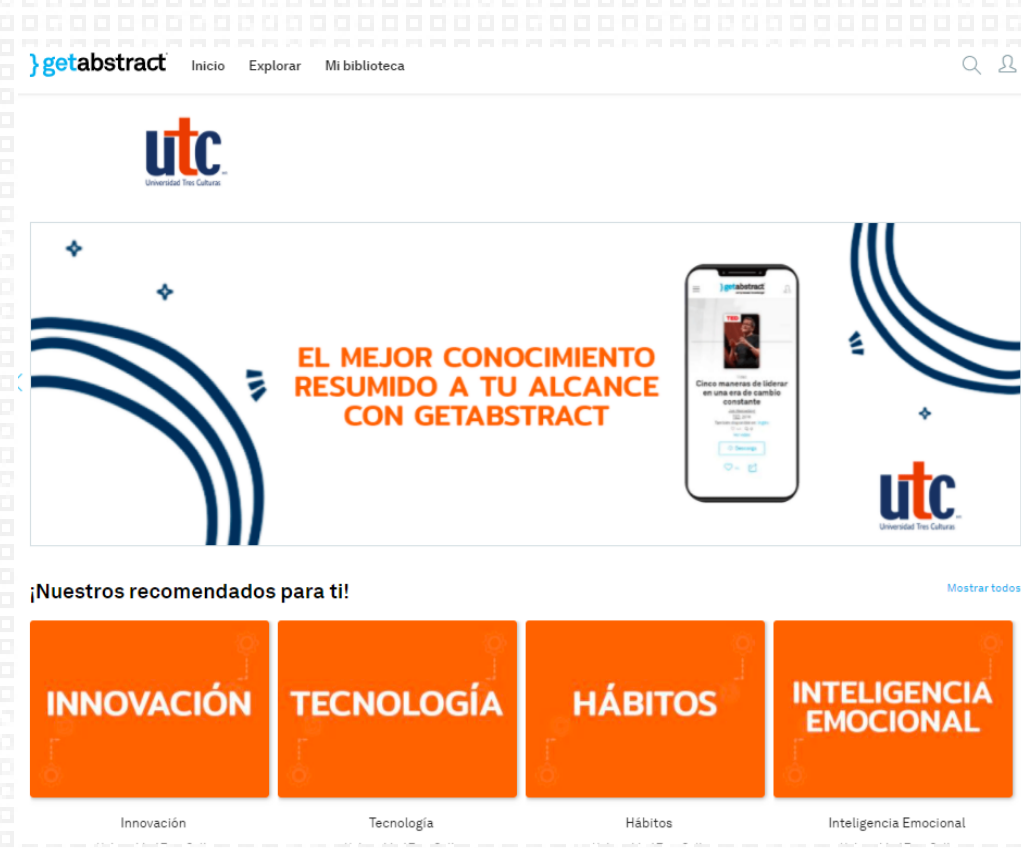 }getabstract
Inicio
Explorar
Mi biblioteca
utc
Universidad Tres Culturas
EL MEJOR CONOCIMIENTO
RESUMIDO A TU ALCANCE
CON GETABSTRACT
}getabstract
TED
Cinco maneras de liderar
en una era de cambio
constante
Descarga
utc
Universidad Tres Culturas
¡Nuestros recomendados para ti!
Mostrar todos
INNOVACIÓN
TECNOLOGÍA
HÁBITOS
INTELIGENCIA
EMOCIONAL
Innovación
Tecnología
Hábitos
Inteligencia Emocional